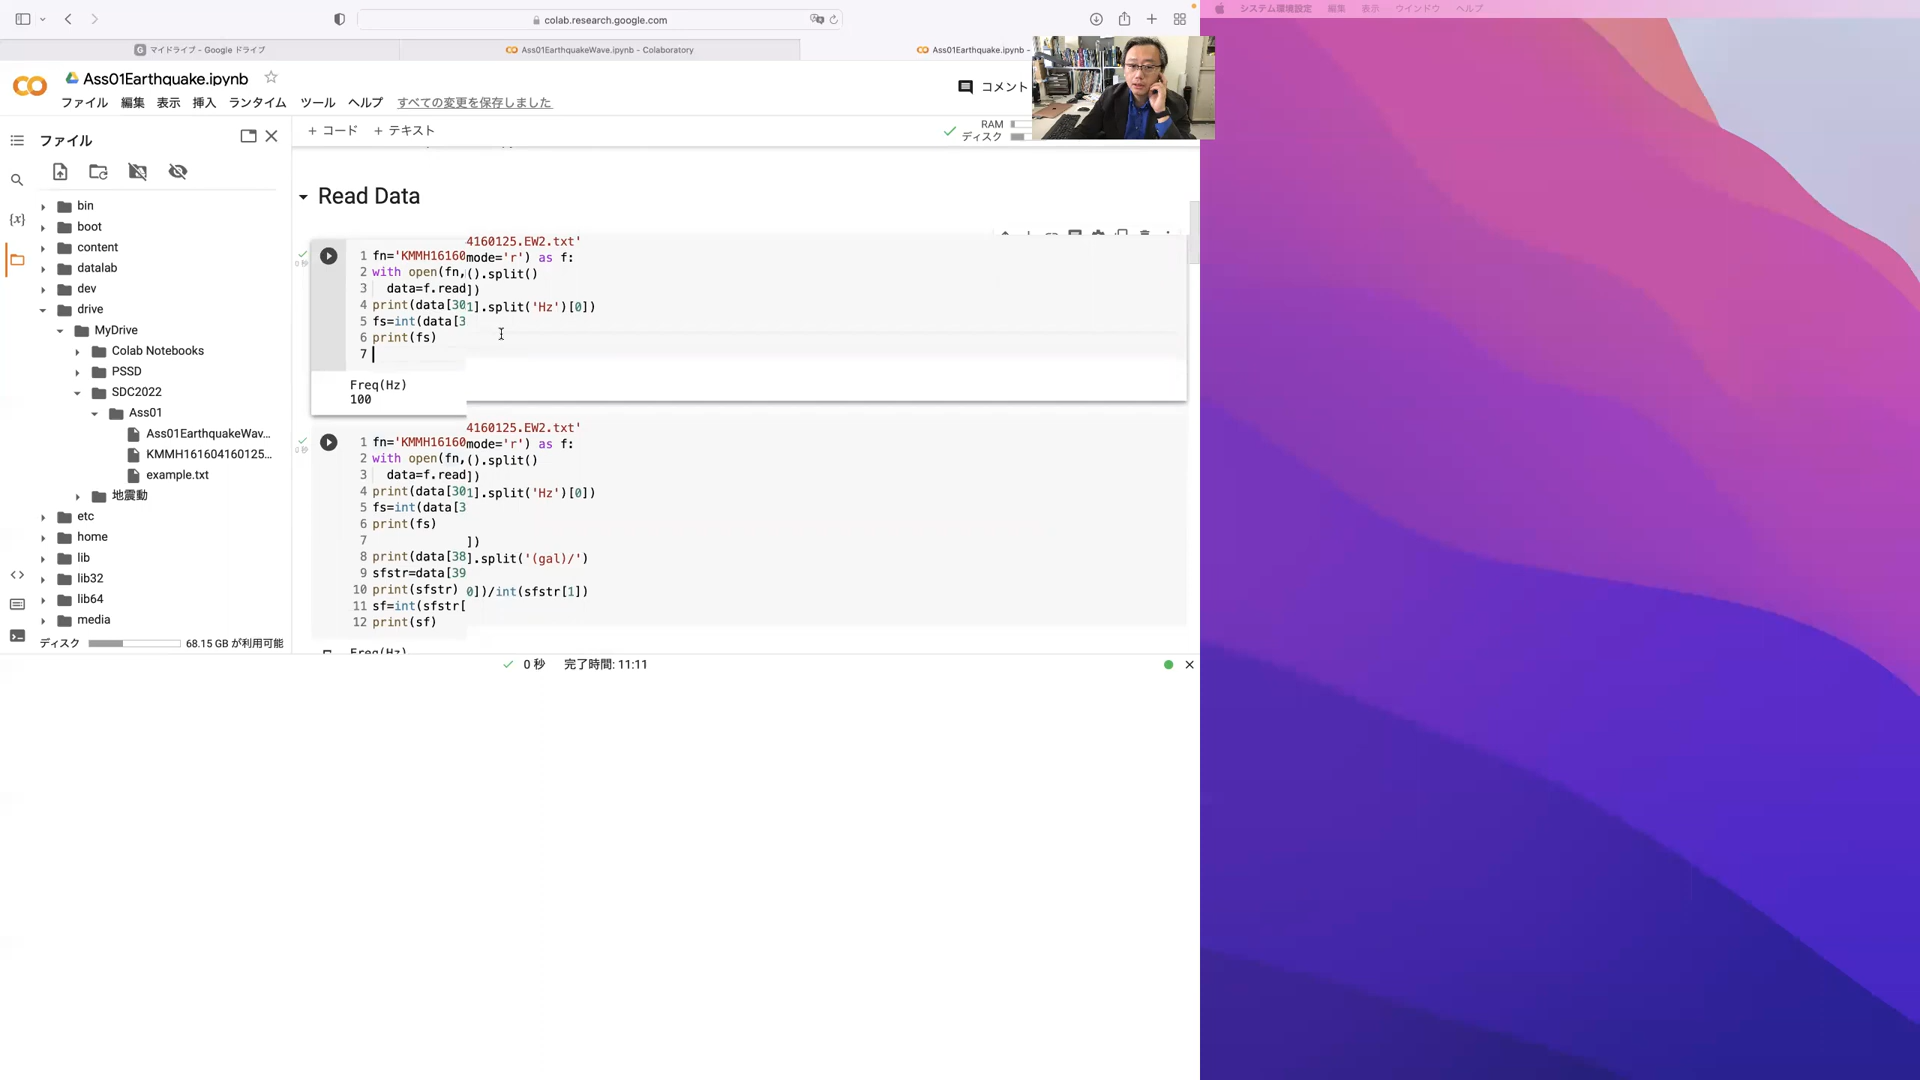 colab.research.google.com
システム環境設定 編集 表示 ウインドウ ヘルプ
マイドライブ - Google ドライブ
Ass01EarthquakeWave.ipynb - Colaboratory
Ass01Earthquake.ipynb -
Ass01Earthquake.ipynb
ファイル 編集 表示 挿入 ランタイム ツール ヘルプ すべての変更を保存しました
コメント
+ コード + テキスト
RAM
ディスク
ファイル
bin
boot
content
datalab
dev
drive
MyDrive
Colab Notebooks
PSSD
SDC2022
Ass01
Ass01EarthquakeWav...
KMMH161604160125...
example.txt
地震動
etc
home
lib
lib32
lib64
media
ディスク 68.15 GB が利用可能
Read Data
1 fn='KMMH161604160125.EW2.txt'
2 with open(fn,mode='r') as f:
3 data=f.read().split()
4 print(data[30])
5 fs=int(data[31].split('Hz')[0])
6 print(fs)
7
Freq(Hz)
100
1 fn='KMMH161604160125.EW2.txt'
2 with open(fn,mode='r') as f:
3 data=f.read().split()
4 print(data[30])
5 fs=int(data[31].split('Hz')[0])
6 print(fs)
7
8 print(data[38])
9 sfstr=data[39].split('(gal)/')
10 print(sfstr)
11 sf=int(sfstr[0])/int(sfstr[1])
12 print(sf)
Freq(Hz)
0 秒 完了時間: 11:11